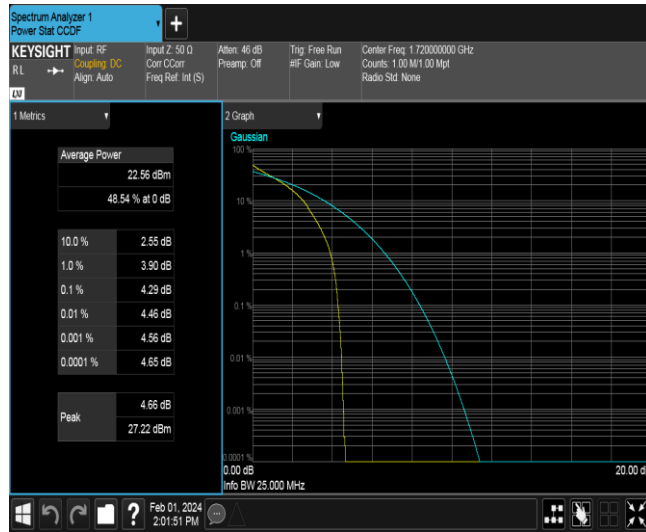 Spectrum Analyzer 1
Power Stat CCDF
+
KEYSIGHT
RL
LXI
Input: RF
Coupling: DC
Align: Auto
Input Z: 50 Ω
Corr CCorr
Freq Ref: Int (S)
Atten: 46 dB
Preamp: Off
Trig: Free Run
#IF Gain: Low
Center Freq: 1.720000000 GHz
Counts: 1.00 M/1.00 Mpt
Radio Std: None
1 Metrics
Average Power
22.56 dBm
48.54 % at 0 dB
10.0 % 2.55 dB
1.0 % 3.90 dB
0.1 % 4.29 dB
0.01 % 4.46 dB
0.001 % 4.56 dB
0.0001 % 4.65 dB
Peak
4.66 dB
27.22 dBm
2 Graph
Gaussian
100 %
10 %
1 %
0.1 %
0.01 %
0.001 %
0.0001 %
0.00 dB
20.00 d
Info BW 25.000 MHz
?
Feb 01, 2024
2:01:51 PM